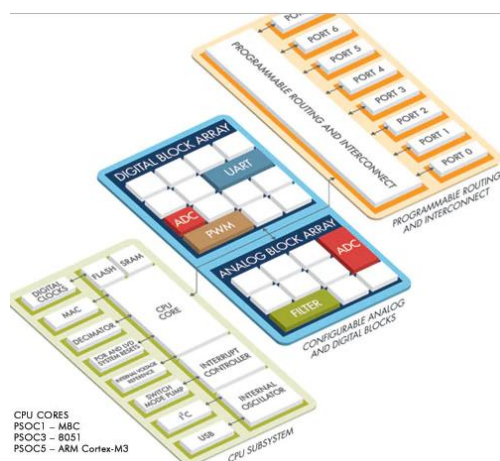 PORT 6
PORT 5
PORT 4
PORT 3
PORT 2
PORT 1
PORT 0
PROGRAMMABLE ROUTING AND INTERCONNECT
PROGRAMMABLE ROUTING
AND INTERCONNECT
DIGITAL BLOCK ARRAY
UART
ADC
PWM
ANALOG BLOCK ARRAY
ADC
FILTER
CONFIGURABLE ANALOG
AND DIGITAL BLOCKS
DIGITAL
CLOCKS
FLASH
SRAM
MAC
CPU
CORE
DECIMATOR
POR AND LVD
SYSTEM RESETS
INTERNAL VOLTAGE
REFERENCE
INTERRUPT
CONTROLLER
SWITCH
MODE PUMP
INTERNAL
OSCILLATOR
I²C
USB
CPU SUBSYSTEM
CPU CORES
PSOC1 – M8C
PSOC3 – 8051
PSOC5 – ARM Cortex-M3